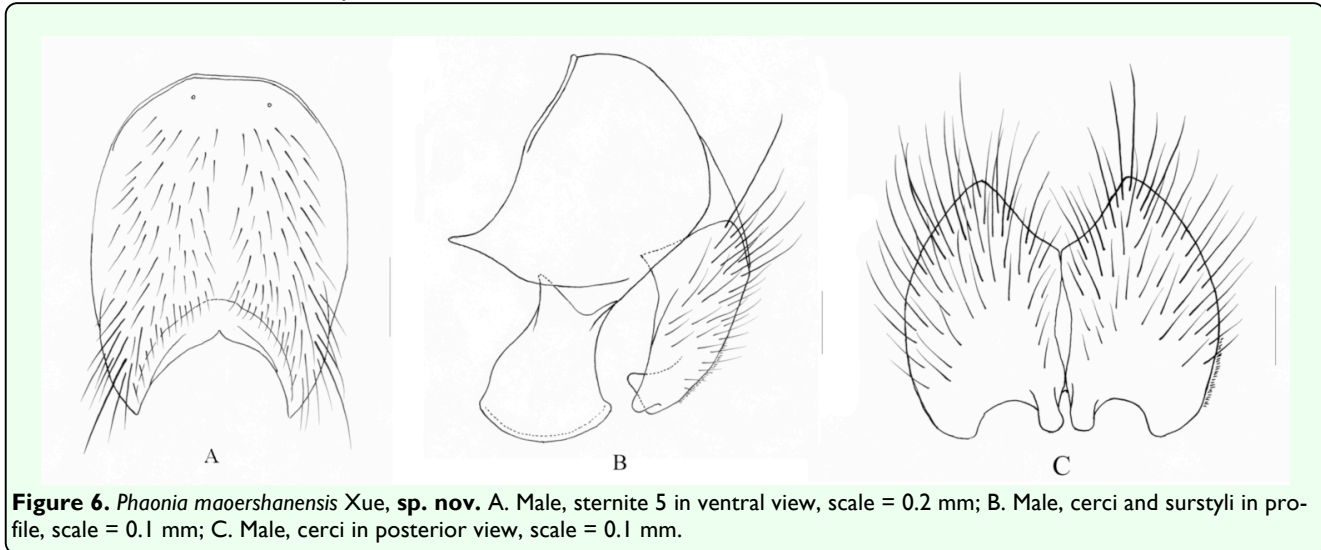 A
B
C
Figure 6. Phaonia maoershanensis Xue, sp. nov. A. Male, sternite 5 in ventral view, scale = 0.2 mm; B. Male, cerci and surstyli in pro-
file, scale = 0.1 mm; C. Male, cerci in posterior view, scale = 0.1 mm.